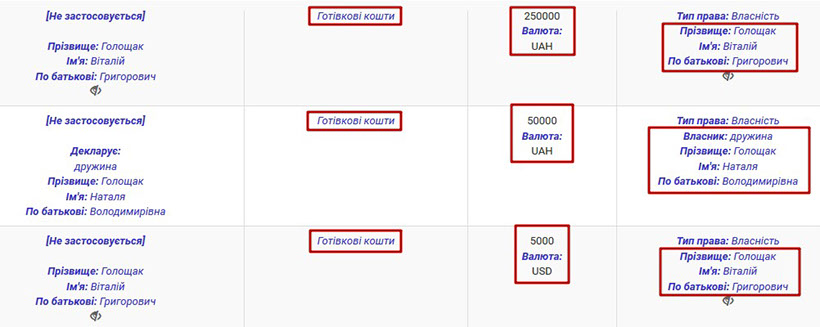 [Не застосовується]
Прізвище: Голощак
Ім'я: Віталій
По батькові: Григорович
Готівкові кошти
250000
Валюта:
UAH
Тип права: Власність
Прізвище: Голощак
Ім'я: Віталій
По батькові: Григорович
[Не застосовується]
Декларує:
дружина
Прізвище: Голощак
Ім'я: Наталя
По батькові: Володимирівна
Готівкові кошти
50000
Валюта:
UAH
Тип права: Власність
Власник: дружина
Прізвище: Голощак
Ім'я: Наталя
По батькові: Володимирівна
[Не застосовується]
Прізвище: Голощак
Ім'я: Віталій
По батькові: Григорович
Готівкові кошти
5000
Валюта:
USD
Тип права: Власність
Прізвище: Голощак
Ім'я: Віталій
По батькові: Григорович